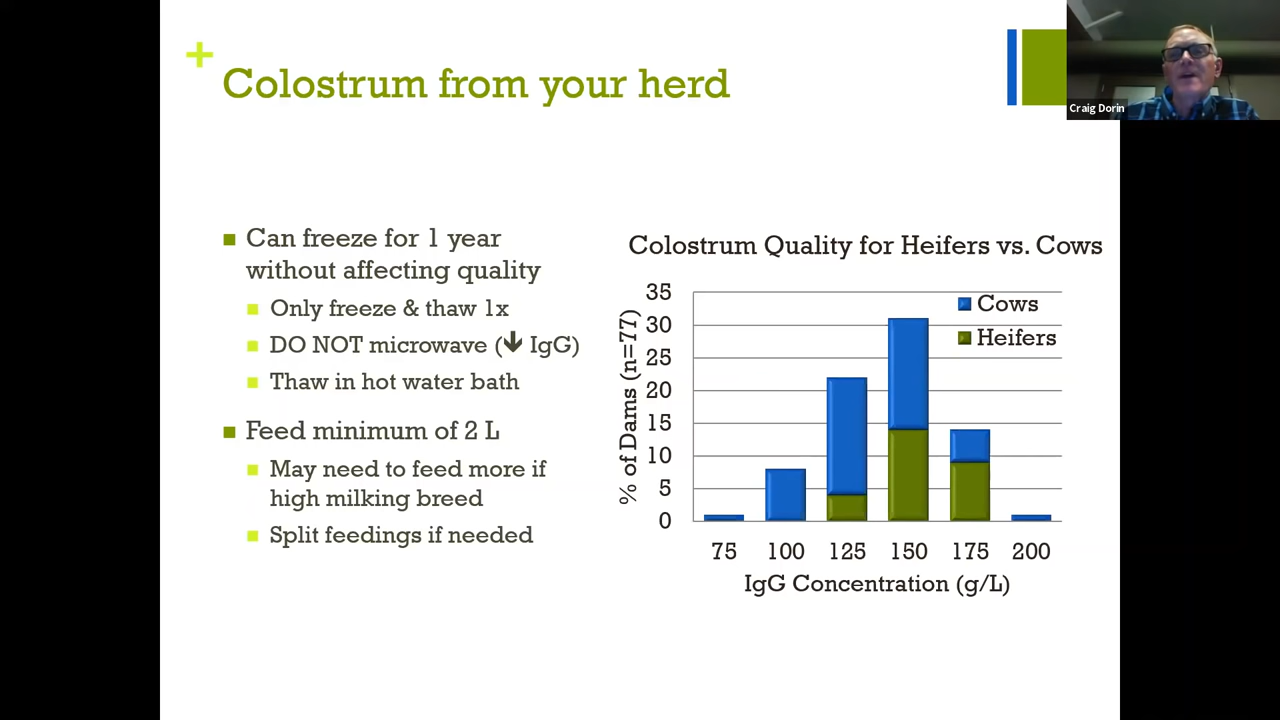 +
Colostrum from your herd
Craig Dorin
Can freeze for 1 year
without affecting quality
Only freeze & thaw 1x
DO NOT microwave (↓ IgG)
Thaw in hot water bath
Feed minimum of 2 L
May need to feed more if
high milking breed
Split feedings if needed
Colostrum Quality for Heifers vs. Cows
% of Dams (n=77)
35
30
25
20
15
10
5
0
Cows
Heifers
75 100 125 150 175 200
IgG Concentration (g/L)